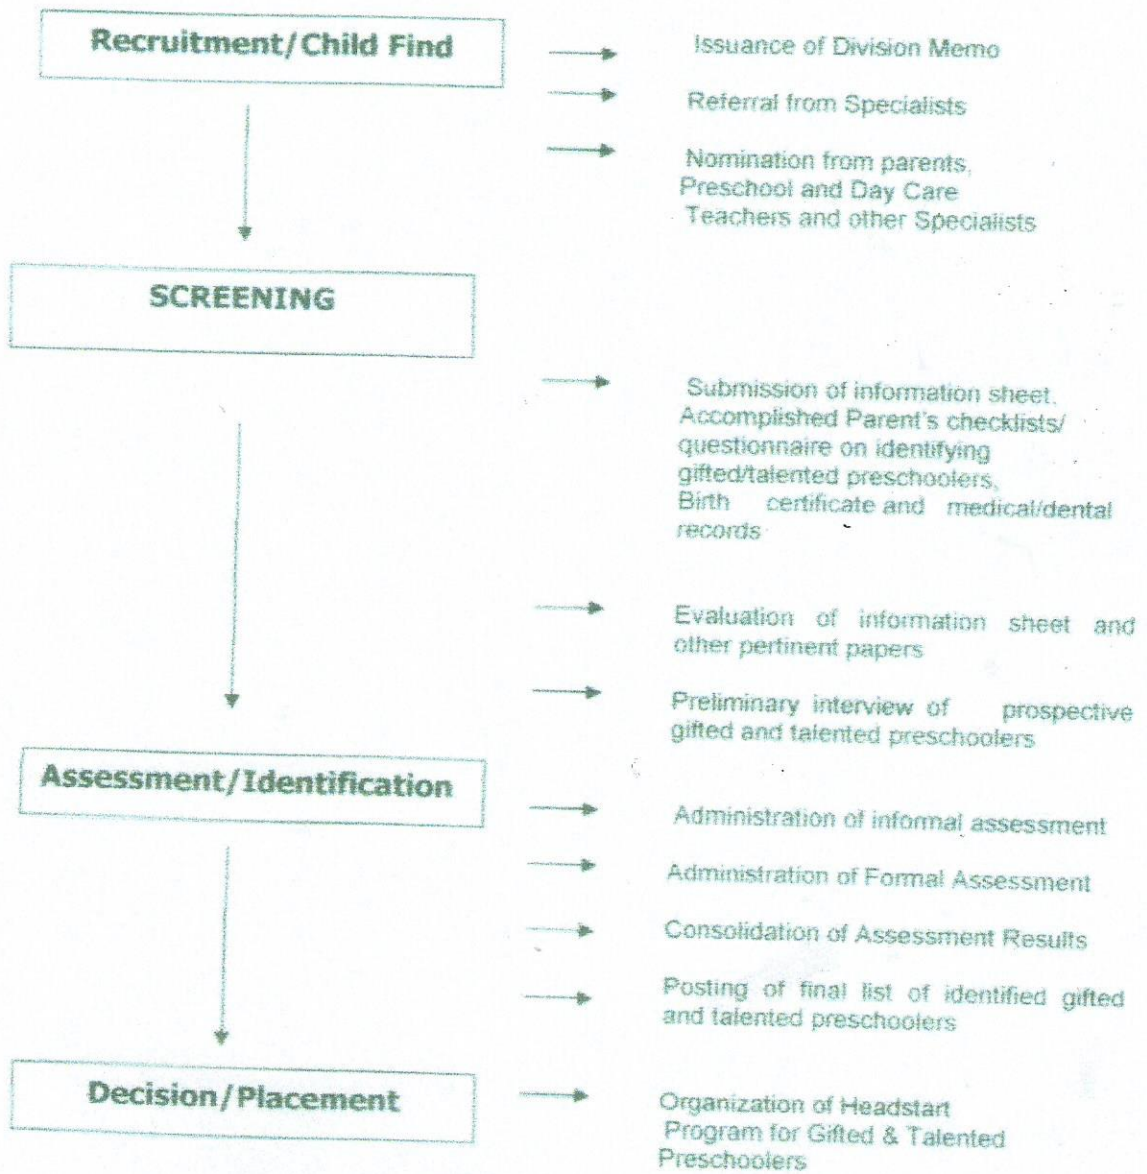 Recruitment/Child Find
Issuance of Division Memo
Referral from Specialists
Nomination from parents,
Preschool and Day Care
Teachers and other Specialists
SCREENING
Submission of information sheet,
Accomplished Parent's checklists/
questionnaire on identifying
gifted/talented preschoolers,
Birth certificate and medical/dental
records
Evaluation of information sheet and
other pertinent papers
Preliminary interview of prospective
gifted and talented preschoolers
Assessment/Identification
Administration of informal assessment
Administration of Formal Assessment
Consolidation of Assessment Results
Posting of final list of identified gifted
and talented preschoolers
Decision/Placement
Organization of Headstart
Program for Gifted & Talented
Preschoolers